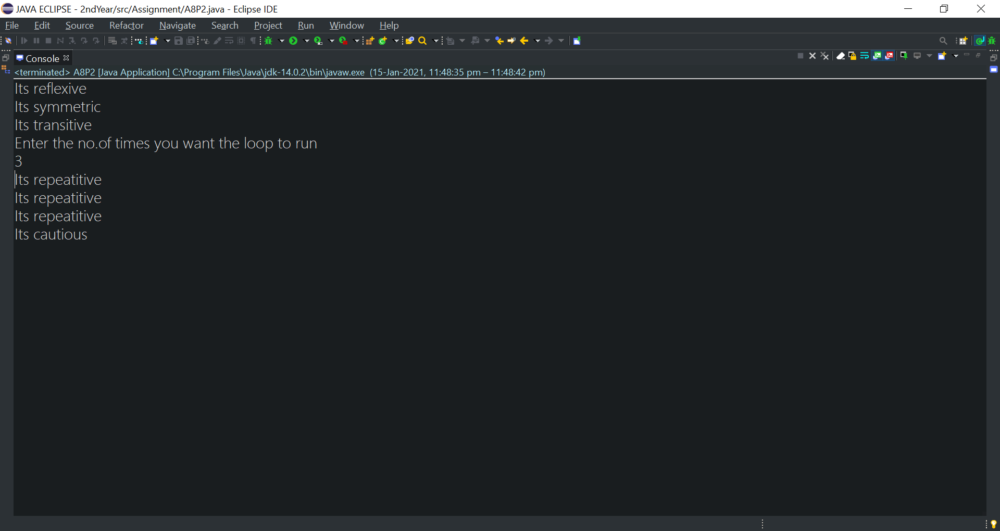 JAVA ECLIPSE - 2ndYear/src/Assignment/A8P2.java - Eclipse IDE
File Edit Source Refactor Navigate Search Project Run Window Help
Console
<terminated> A8P2 [Java Application] C:\Program Files\Java\jdk-14.0.2\bin\javaw.exe (15-Jan-2021, 11:48:35 pm – 11:48:42 pm)
Its reflexive
Its symmetric
Its transitive
Enter the no.of times you want the loop to run
3
Its repeatitive
Its repeatitive
Its repeatitive
Its cautious